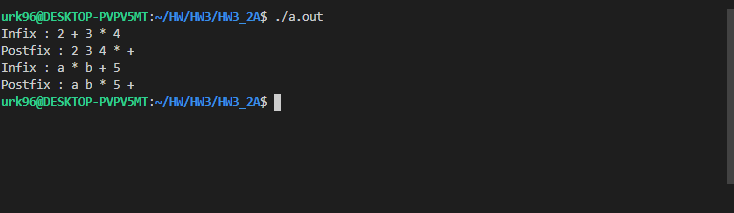 urk96@DESKTOP-PVPV5MT:~/HW/HW3/HW3_2A$ ./a.out
Infix : 2 + 3 * 4
Postfix : 2 3 4 * +
Infix : a * b + 5
Postfix : a b * 5 +
urk96@DESKTOP-PVPV5MT:~/HW/HW3/HW3_2A$